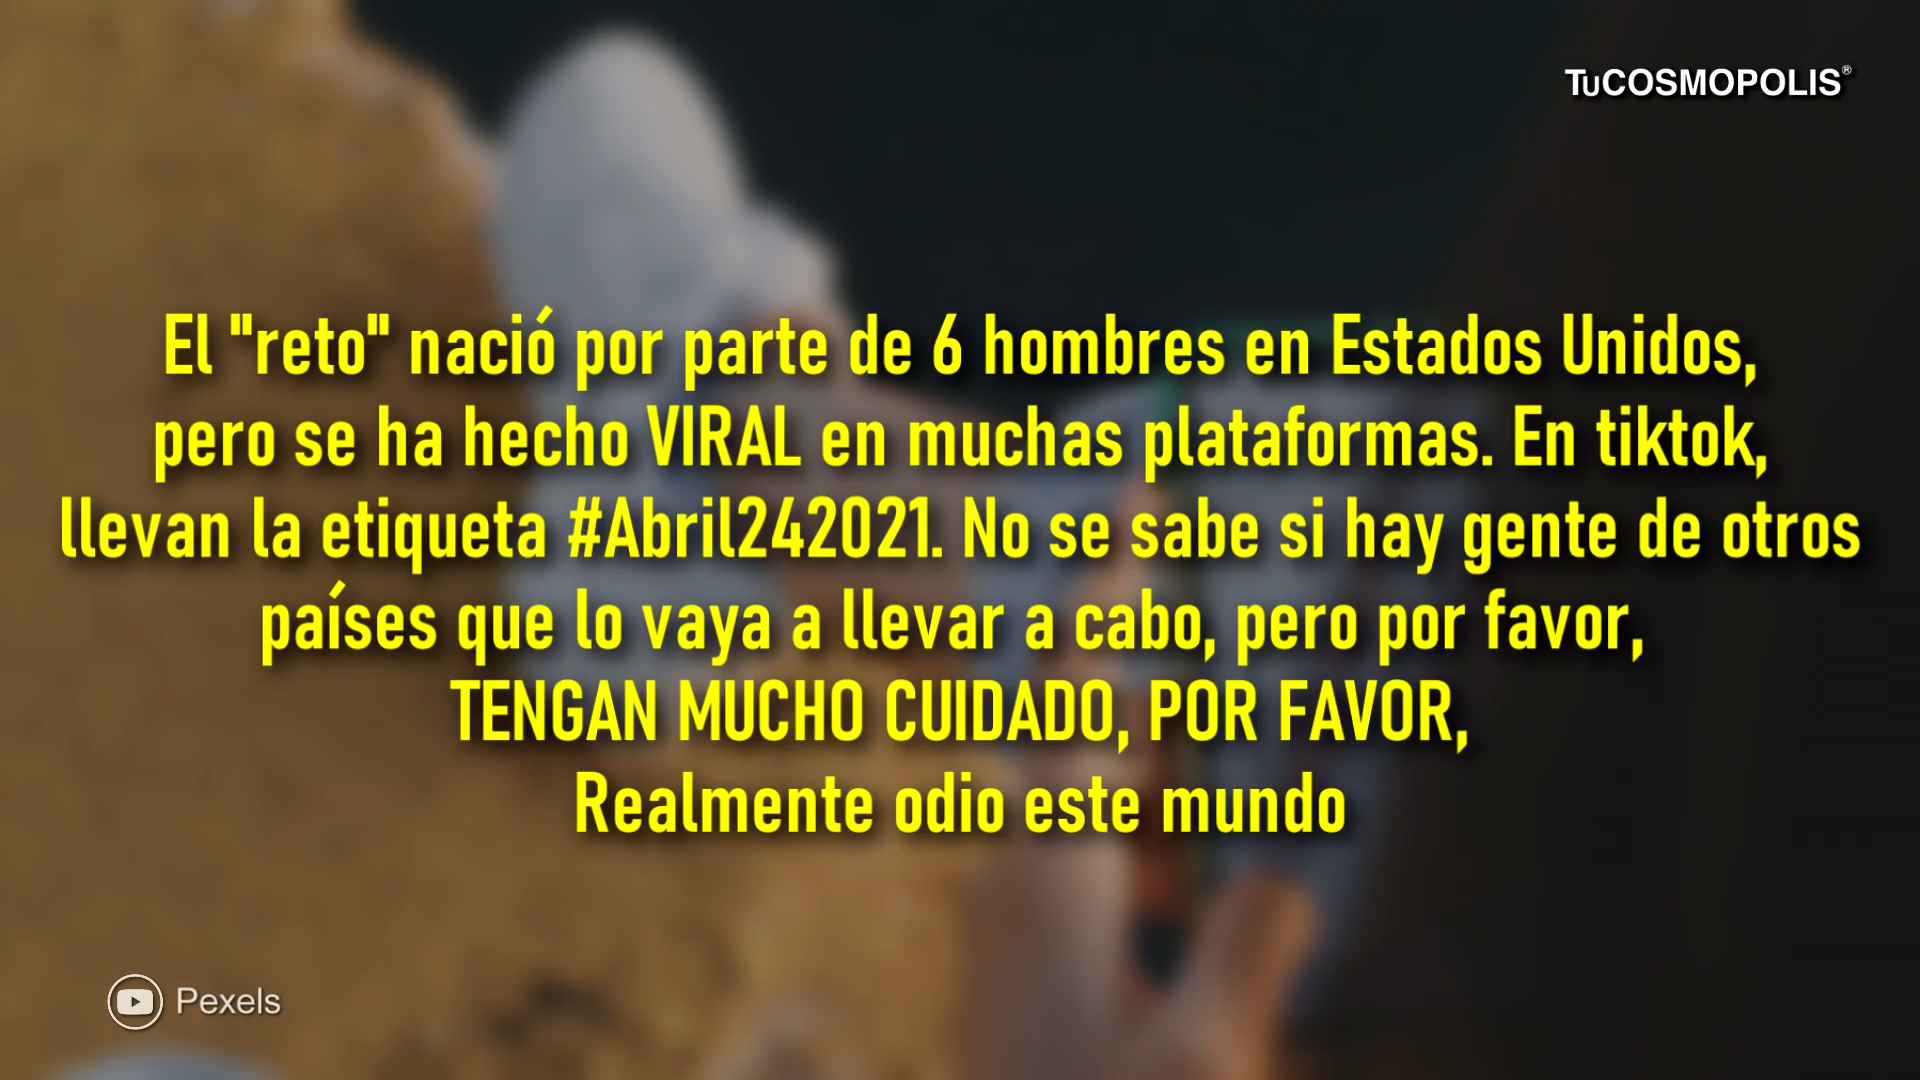 TuCOSMOPOLIS®
El "reto" nació por parte de 6 hombres en Estados Unidos,
pero se ha hecho VIRAL en muchas plataformas. En tiktok,
llevan la etiqueta #Abril242021. No se sabe si hay gente de otros
países que lo vaya a llevar a cabo, pero por favor,
TENGAN MUCHO CUIDADO, POR FAVOR,
Realmente odio este mundo
Pexels